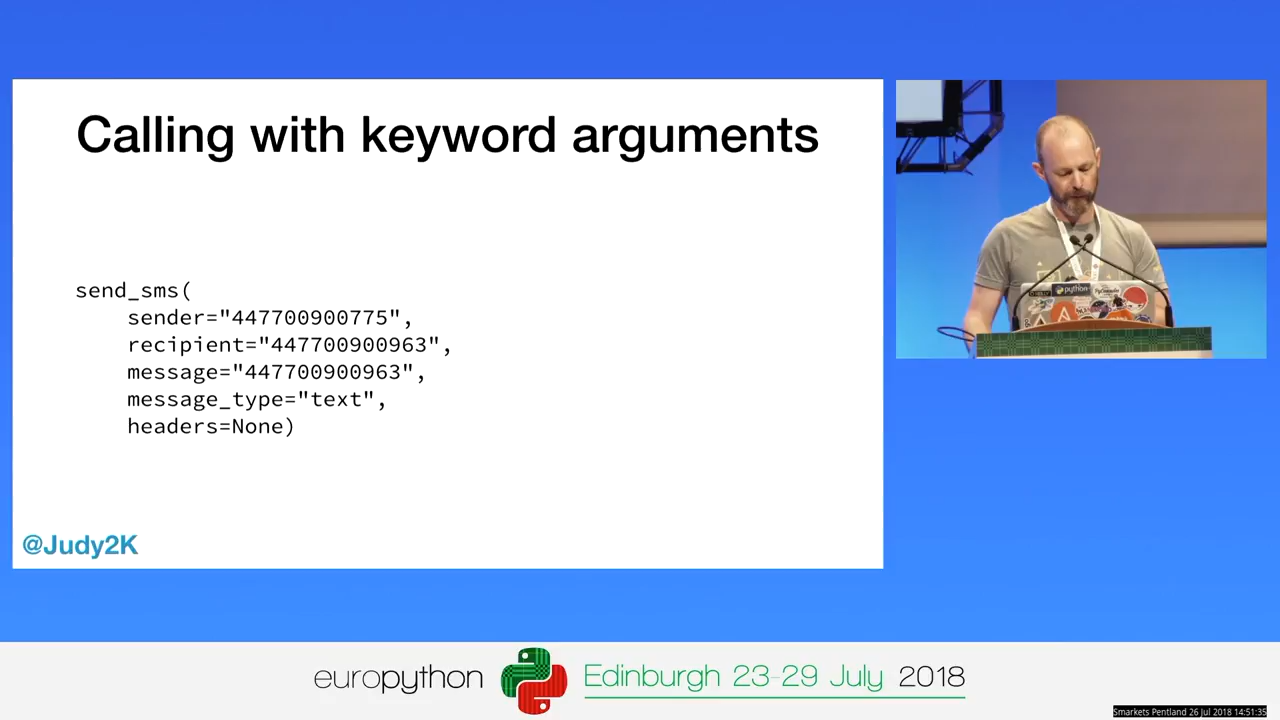 Calling with keyword arguments
send_sms(
    sender="447700900775",
    recipient="447700900963",
    message="447700900963",
    message_type="text",
    headers=None)
@Judy2K
python
europython
Edinburgh 23-29 July 2018
Smarkets Pentland 26 Jul 2018 14:51:35